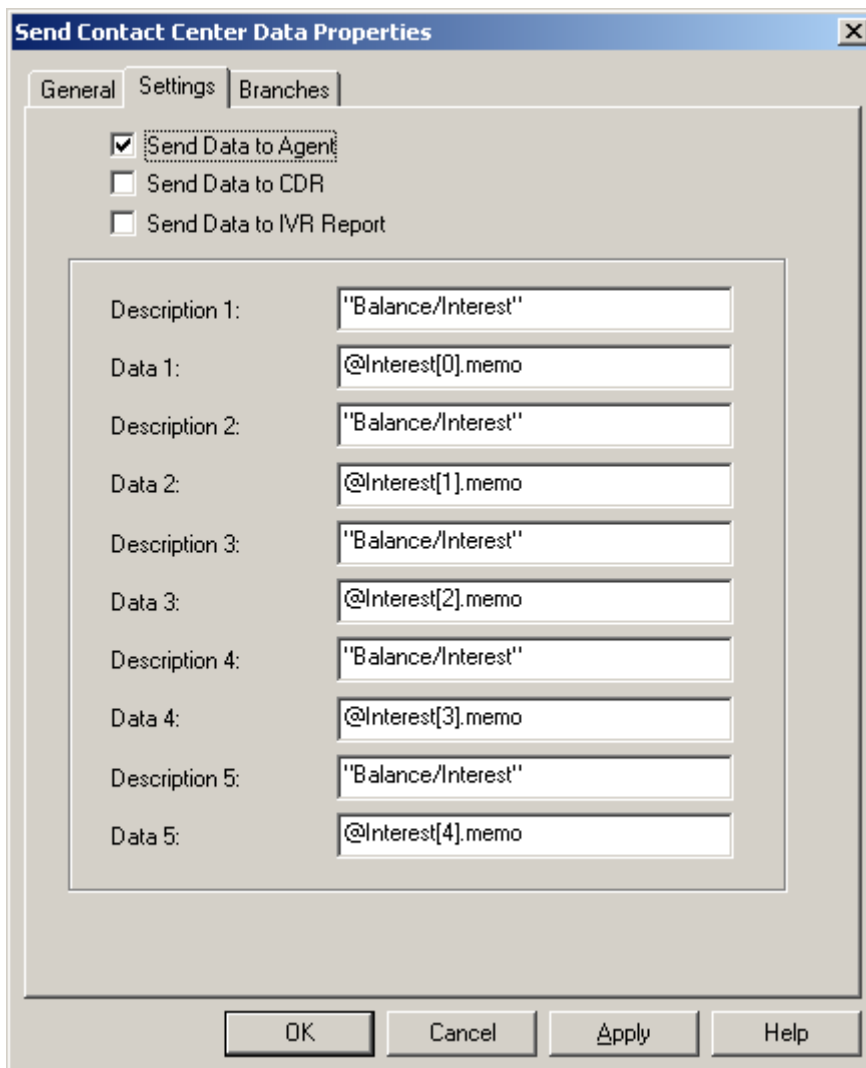 Send Contact Center Data Properties
General Settings Branches
Send Data to Agent
Send Data to CDR
Send Data to IVR Report
Description 1: "Balance/Interest"
Data 1: @Interest[0].memo
Description 2: "Balance/Interest"
Data 2: @Interest[1].memo
Description 3: "Balance/Interest"
Data 3: @Interest[2].memo
Description 4: "Balance/Interest"
Data 4: @Interest[3].memo
Description 5: "Balance/Interest"
Data 5: @Interest[4].memo
OK Cancel Apply Help